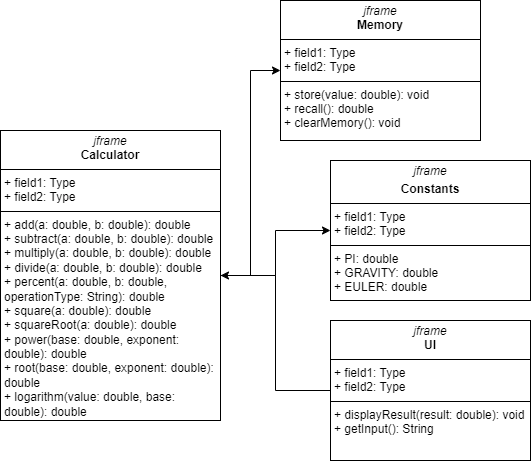 jframe
Memory
+ field1: Type
+ field2: Type
+ store(value: double): void
+ recall(): double
+ clearMemory(): void
jframe
Calculator
+ field1: Type
+ field2: Type
+ add(a: double, b: double): double
+ subtract(a: double, b: double): double
+ multiply(a: double, b: double): double
+ divide(a: double, b: double): double
+ percent(a: double, b: double,
operationType: String): double
+ square(a: double): double
+ squareRoot(a: double): double
+ power(base: double, exponent:
double): double
+ root(base: double, exponent: double):
double
+ logarithm(value: double, base:
double): double
jframe
Constants
+ field1: Type
+ field2: Type
+ PI: double
+ GRAVITY: double
+ EULER: double
jframe
UI
+ field1: Type
+ field2: Type
+ displayResult(result: double): void
+ getInput(): String